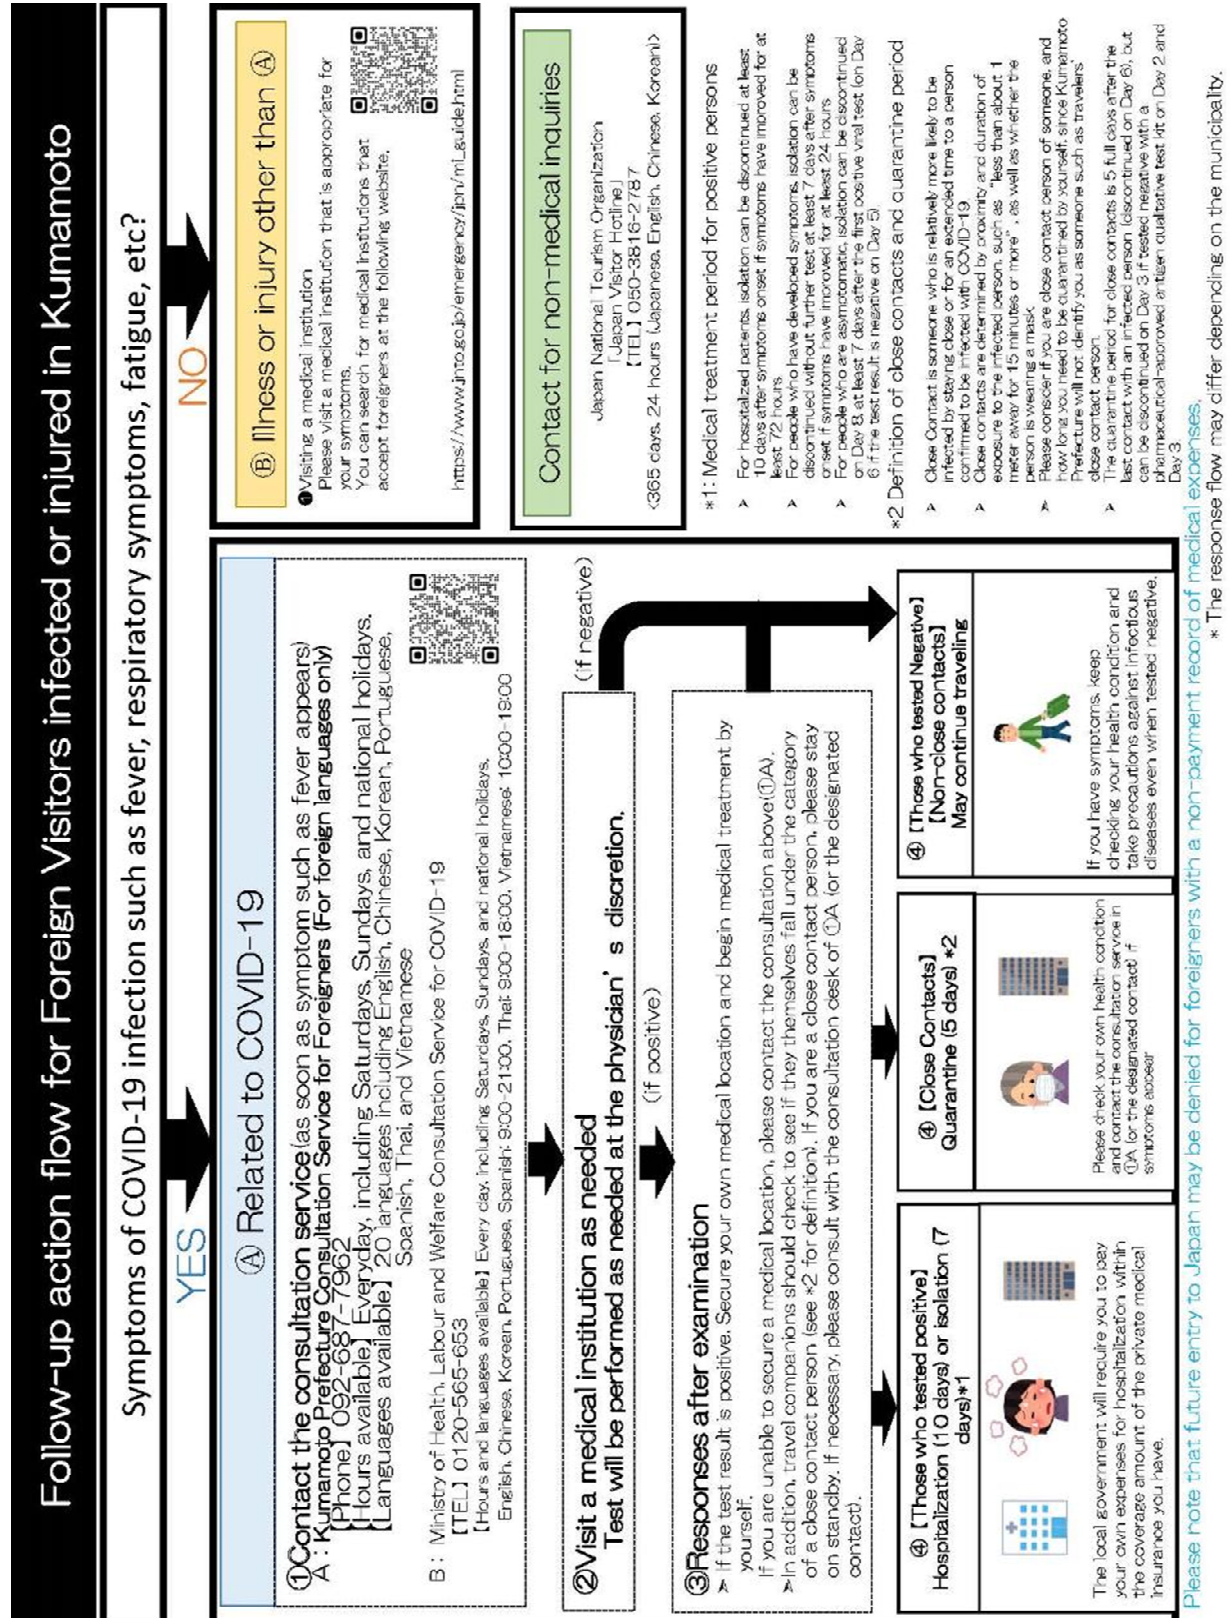 Follow-up action flow for Foreign Visitors infected or injured in Kumamoto
Symptoms of COVID-19 infection such as fever, respiratory symptoms, fatigue, etc?
YES
NO
Ⓐ Related to COVID-19
①Contact the consultation service(as soon as symptom such as fever appears)
A : Kumamoto Prefecture Consultation Service for Foreigners (For foreign languages only)
【Phone】092-687-7962
【Hours available】Everyday, including Saturdays, Sundays, and national holidays.
【Languages available】20 languages including English, Chinese, Korean, Portuguese,
Spanish, Thai, and Vietnamese
B : Ministry of Health, Labour and Welfare Consultation Service for COVID-19
【TEL】0120-565-653
【Hours and languages available】Every day, including Saturdays, Sundays, and national holidays.
English, Chinese, Korean, Portuguese, Spanish: 9:00-21:00, Thai: 9:00-18:00, Vietnamese: 10:00-19:00
②Visit a medical institution as needed
Test will be performed as needed at the physician’s discretion.
(if positive)
(if negative)
③Responses after examination
➢ If the test result is positive. Secure your own medical location and begin medical treatment by
yourself.
If you are unable to secure a medical location, please contact the consultation above(①A).
➢In addition, travel companions should check to see if they themselves fall under the category
of a close contact person (see *2 for definition). If you are a close contact person, please stay
on standby. If necessary, please consult with the consultation desk of ①A (or the designated
contact).
④【Those who tested positive】
Hospitalization (10 days) or isolation (7
days)*1
The local government will require you to pay
your own expenses for hospitalization within
the coverage amount of the private medical
insurance you have.
④【Close Contacts】
Quarantine (5 days) *2
Please check your own health condition
and contact the consultation service in
①A (or the designated contact) if
symptoms appear
④【Those who tested Negative】
【Non-close contacts】
May continue traveling
If you have symptoms, keep
checking your health condition and
take precautions against infectious
diseases even when tested negative.
Ⓑ Illness or injury other than Ⓐ
❶Visiting a medical institution
Please visit a medical institution that is appropriate for
your symptoms.
You can search for medical institutions that
accept foreigners at the following website,
https://www.jnto.go.jp/emergency/jpn/mi_guide.html
Contact for non-medical inquiries
Japan National Tourism Organization
「Japan Visitor Hotline」
【TEL】050-3816-2787
<365 days, 24 hours (Japanese, English, Chinese, Korean)>
*1: Medical treatment period for positive persons
➢ For hospitalized patients, isolation can be discontinued at least
10 days after symptoms onset if symptoms have improved for at
least 72 hours
➢ For people who have developed symptoms, isolation can be
discontinued without further test at least 7 days after symptoms
onset if symptoms have improved for at least 24 hours
➢ For people who are asymptomatic, isolation can be discontinued
on Day 8, at least 7 days after the first positive viral test (on Day
6 if the test result is negative on Day 5).
*2 Definition of close contacts and quarantine period
➢ Close Contact is someone who is relatively more likely to be
infected by staying close or for an extended time to a person
confirmed to be infected with COVID-19
➢ Close contacts are determined by proximity and duration of
exposure to the infected person, such as "less than about 1
meter away for 15 minutes or more", as well as whether the
person is wearing a mask
➢ Please consider if you are close contact person of someone, and
how long you need to be quarantined by yourself, since Kumamoto
Prefecture will not identify you as someone such as travelers'
close contact person.
➢ The quarantine period for close contacts is 5 full days after the
last contact with an infected person (discontinued on Day 6), but
can be discontinued on Day 3 if tested negative with a
pharmaceutical-approved antigen qualitative test kit on Day 2 and
Day 3.
Please note that future entry to Japan may be denied for foreigners with a non-payment record of medical expenses.
* The response flow may differ depending on the municipality.